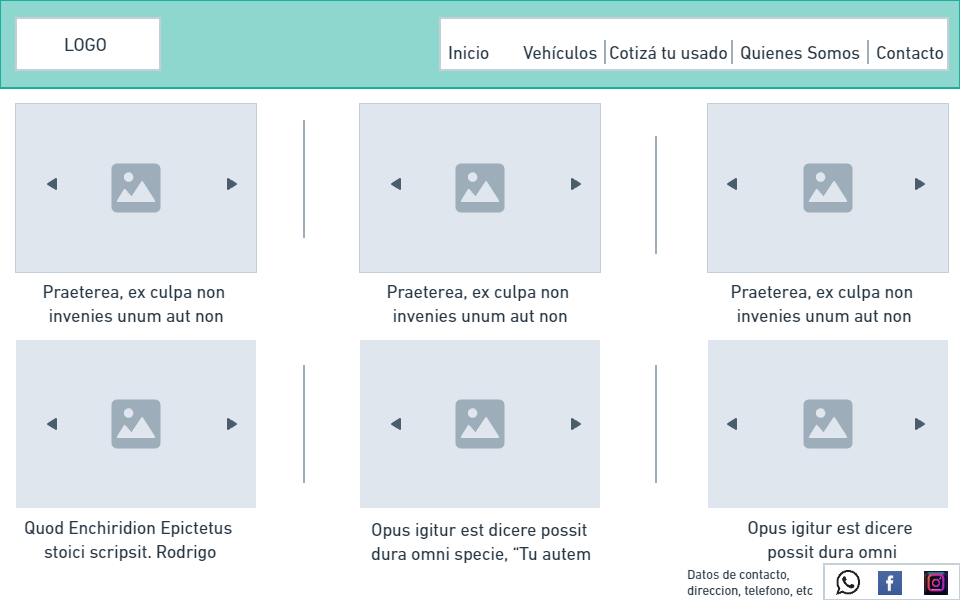 LOGO
Inicio Vehículos Cotizá tu usado Quienes Somos Contacto
Praeterea, ex culpa non
invenies unum aut non
Praeterea, ex culpa non
invenies unum aut non
Praeterea, ex culpa non
invenies unum aut non
Quod Enchiridion Epictetus
stoici scripsit. Rodrigo
Opus igitur est dicere possit
dura omni specie, “Tu autem
Opus igitur est dicere
possit dura omni
Datos de contacto,
direccion, telefono, etc